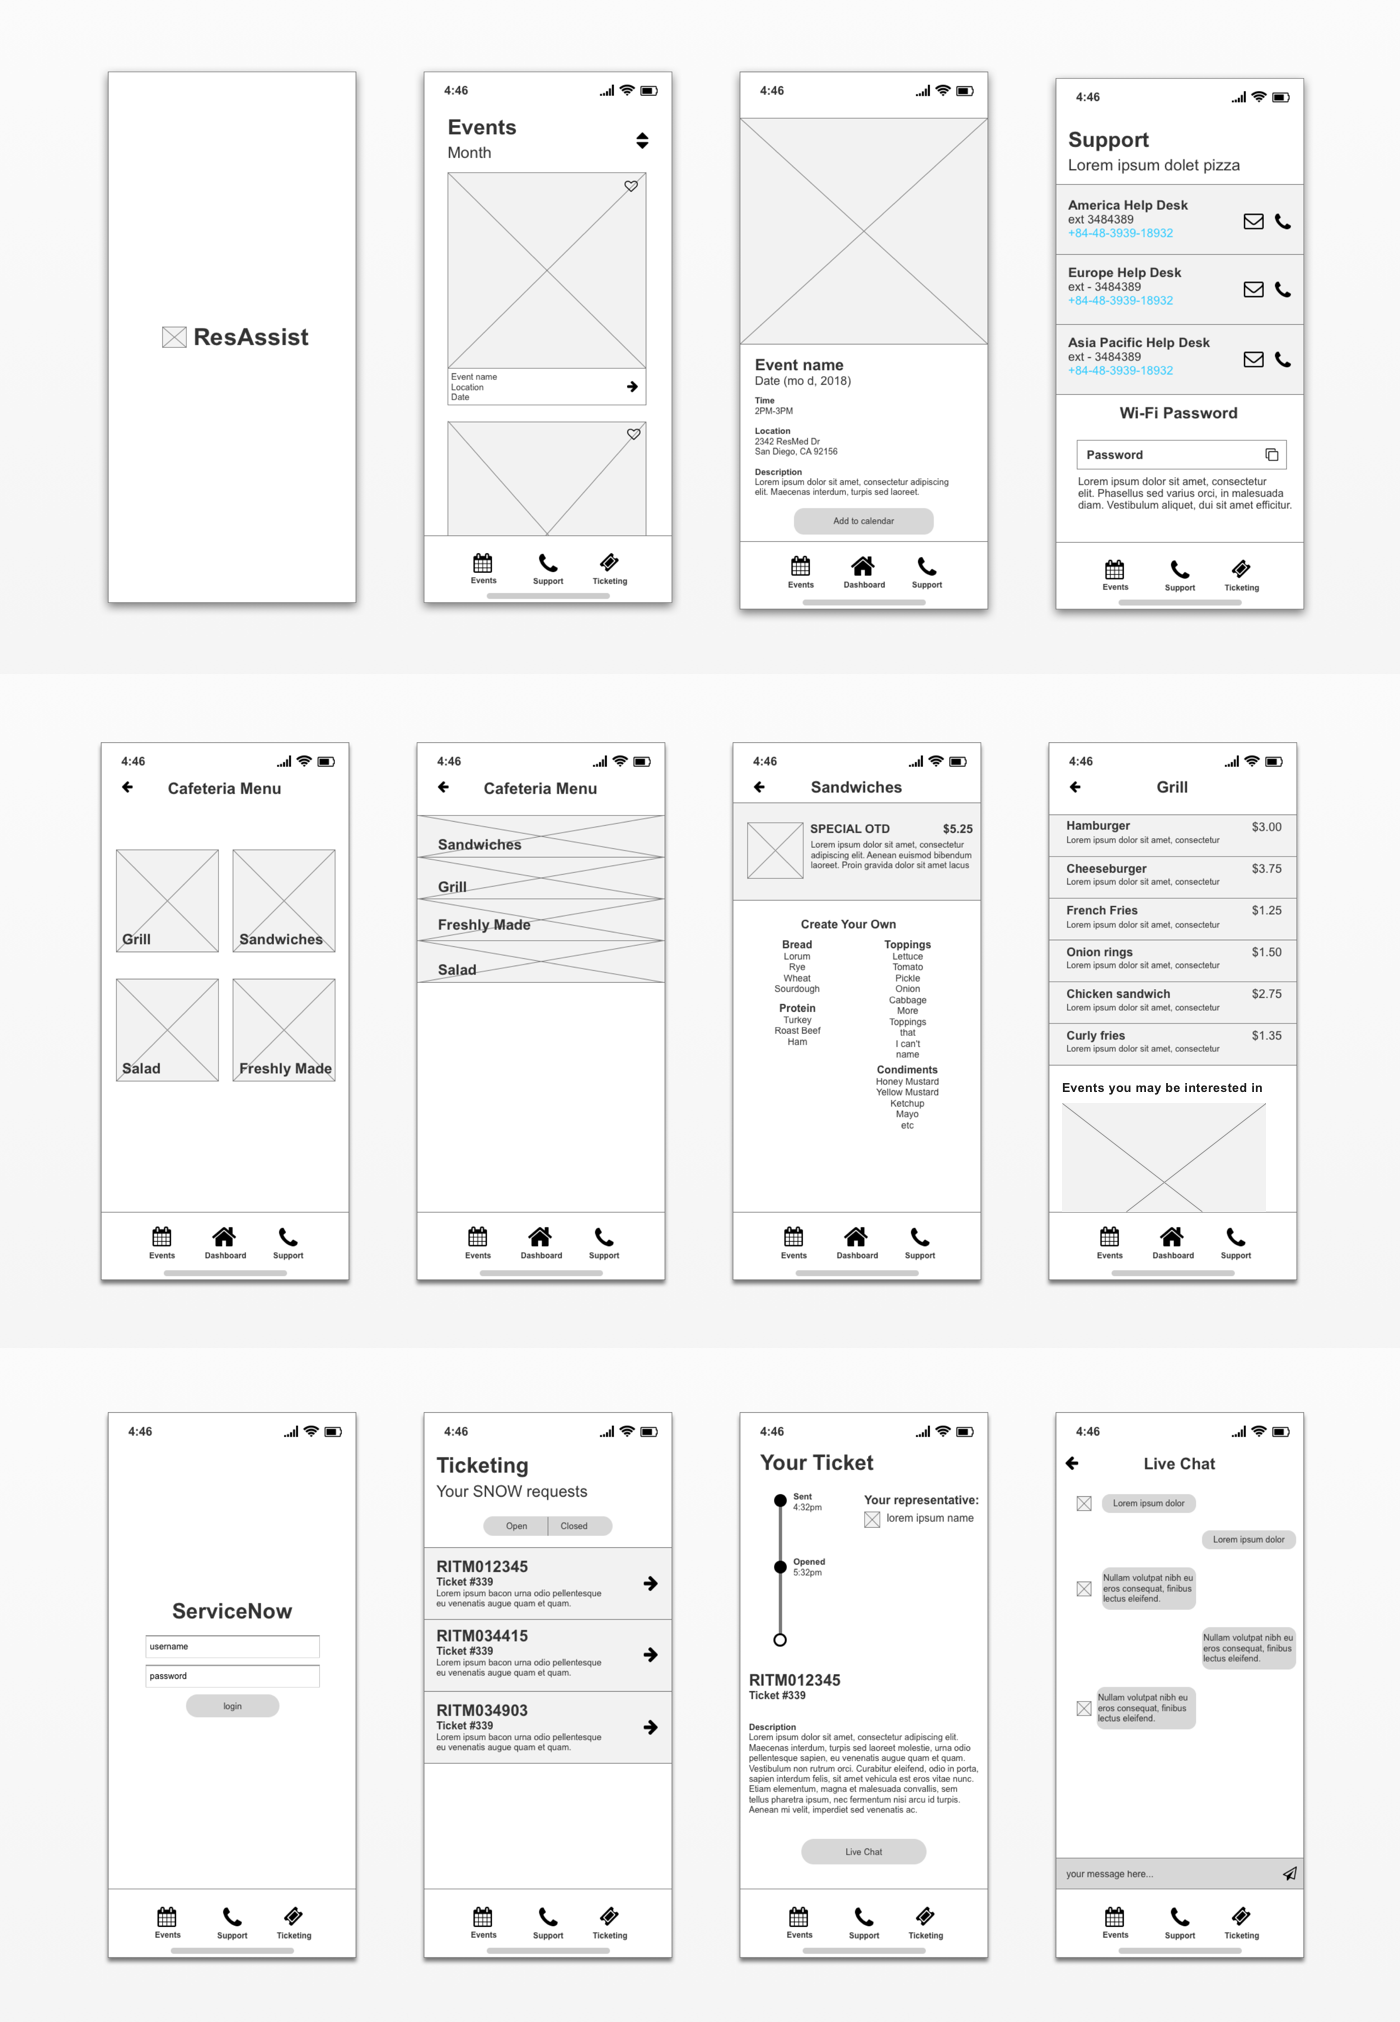 ResAssist
4:46
Events
Month
Event name
Location
Date
Events
Support
Ticketing
4:46
Event name
Date (mo d, 2018)
Time
2PM-3PM
Location
2342 ResMed Dr
San Diego, CA 92156
Description
Lorem ipsum dolor sit amet, consectetur adipiscing
elit. Maecenas interdum, turpis sed laoreet.
Add to calendar
Events
Dashboard
Support
4:46
Support
Lorem ipsum dolet pizza
America Help Desk
ext 3484389
+84-48-3939-18932
Europe Help Desk
ext - 3484389
+84-48-3939-18932
Asia Pacific Help Desk
ext - 3484389
+84-48-3939-18932
Wi-Fi Password
Password
Lorem ipsum dolor sit amet, consectetur
elit. Phasellus sed varius orci, in malesuada
diam. Vestibulum aliquet, dui sit amet efficitur.
Events
Support
Ticketing
4:46
Cafeteria Menu
Grill
Sandwiches
Salad
Freshly Made
Events
Dashboard
Support
4:46
Cafeteria Menu
Sandwiches
Grill
Freshly Made
Salad
Events
Dashboard
Support
4:46
Sandwiches
SPECIAL OTD $5.25
Lorem ipsum dolor sit amet, consectetur
adipiscing elit. Aenean euismod bibendum
laoreet. Proin gravida dolor sit amet lacus
Create Your Own
Bread
Lorum
Rye
Wheat
Sourdough
Protein
Turkey
Roast Beef
Ham
Toppings
Lettuce
Tomato
Pickle
Onion
Cabbage
More
Toppings
that
I can't
name
Condiments
Honey Mustard
Yellow Mustard
Ketchup
Mayo
etc
Events
Dashboard
Support
4:46
Grill
Hamburger $3.00
Lorem ipsum dolor sit amet, consectetur
Cheeseburger $3.75
Lorem ipsum dolor sit amet, consectetur
French Fries $1.25
Lorem ipsum dolor sit amet, consectetur
Onion rings $1.50
Lorem ipsum dolor sit amet, consectetur
Chicken sandwich $2.75
Lorem ipsum dolor sit amet, consectetur
Curly fries $1.35
Lorem ipsum dolor sit amet, consectetur
Events you may be interested in
Events
Dashboard
Support
4:46
ServiceNow
username
password
login
Events
Support
Ticketing
4:46
Ticketing
Your SNOW requests
Open
Closed
RITM012345
Ticket #339
Lorem ipsum bacon urna odio pellentesque
eu venenatis augue quam et quam.
RITM034415
Ticket #339
Lorem ipsum bacon urna odio pellentesque
eu venenatis augue quam et quam.
RITM034903
Ticket #339
Lorem ipsum bacon urna odio pellentesque
eu venenatis augue quam et quam.
Events
Support
Ticketing
4:46
Your Ticket
Sent
4:32pm
Opened
5:32pm
Your representative:
lorem ipsum name
RITM012345
Ticket #339
Description
Lorem ipsum dolor sit amet, consectetur adipiscing elit.
Maecenas interdum, turpis sed laoreet molestie, urna odio
pellentesque sapien, eu venenatis augue quam et quam.
Vestibulum non rutrum orci. Curabitur eleifend, odio in porta,
sapien interdum felis, sit amet vehicula est eros vitae nunc.
Etiam elementum, magna et malesuada convallis, sem
tellus pharetra ipsum, nec fermentum nisi arcu id turpis.
Aenean mi velit, imperdiet sed venenatis ac.
Live Chat
Events
Support
Ticketing
4:46
Live Chat
Lorem ipsum dolor
Lorem ipsum dolor
Nullam volutpat nibh eu
eros consequat, finibus
lectus eleifend.
Nullam volutpat nibh eu
eros consequat, finibus
lectus eleifend.
Nullam volutpat nibh eu
eros consequat, finibus
lectus eleifend.
your message here...
Events
Support
Ticketing